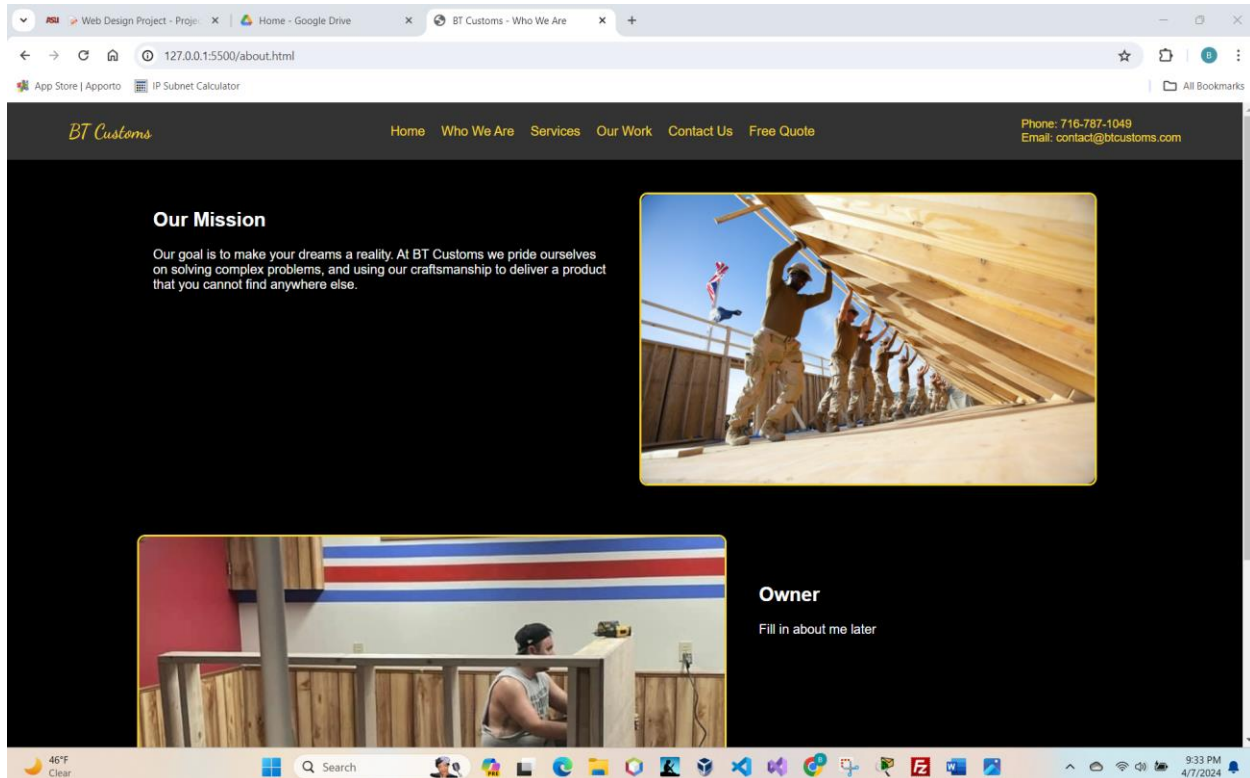 Web Design Project - Proje
Home - Google Drive
BT Customs - Who We Are
127.0.0.1:5500/about.html
B
App Store | Apporto
IP Subnet Calculator
All Bookmarks
BT Customs
Home Who We Are Services Our Work Contact Us Free Quote
Phone: 716-787-1049
Email: contact@btcustoms.com
Our Mission
Our goal is to make your dreams a reality. At BT Customs we pride ourselves
on solving complex problems, and using our craftsmanship to deliver a product
that you cannot find anywhere else.
Owner
Fill in about me later
46°F
Clear
Search
9:33 PM
4/7/2024